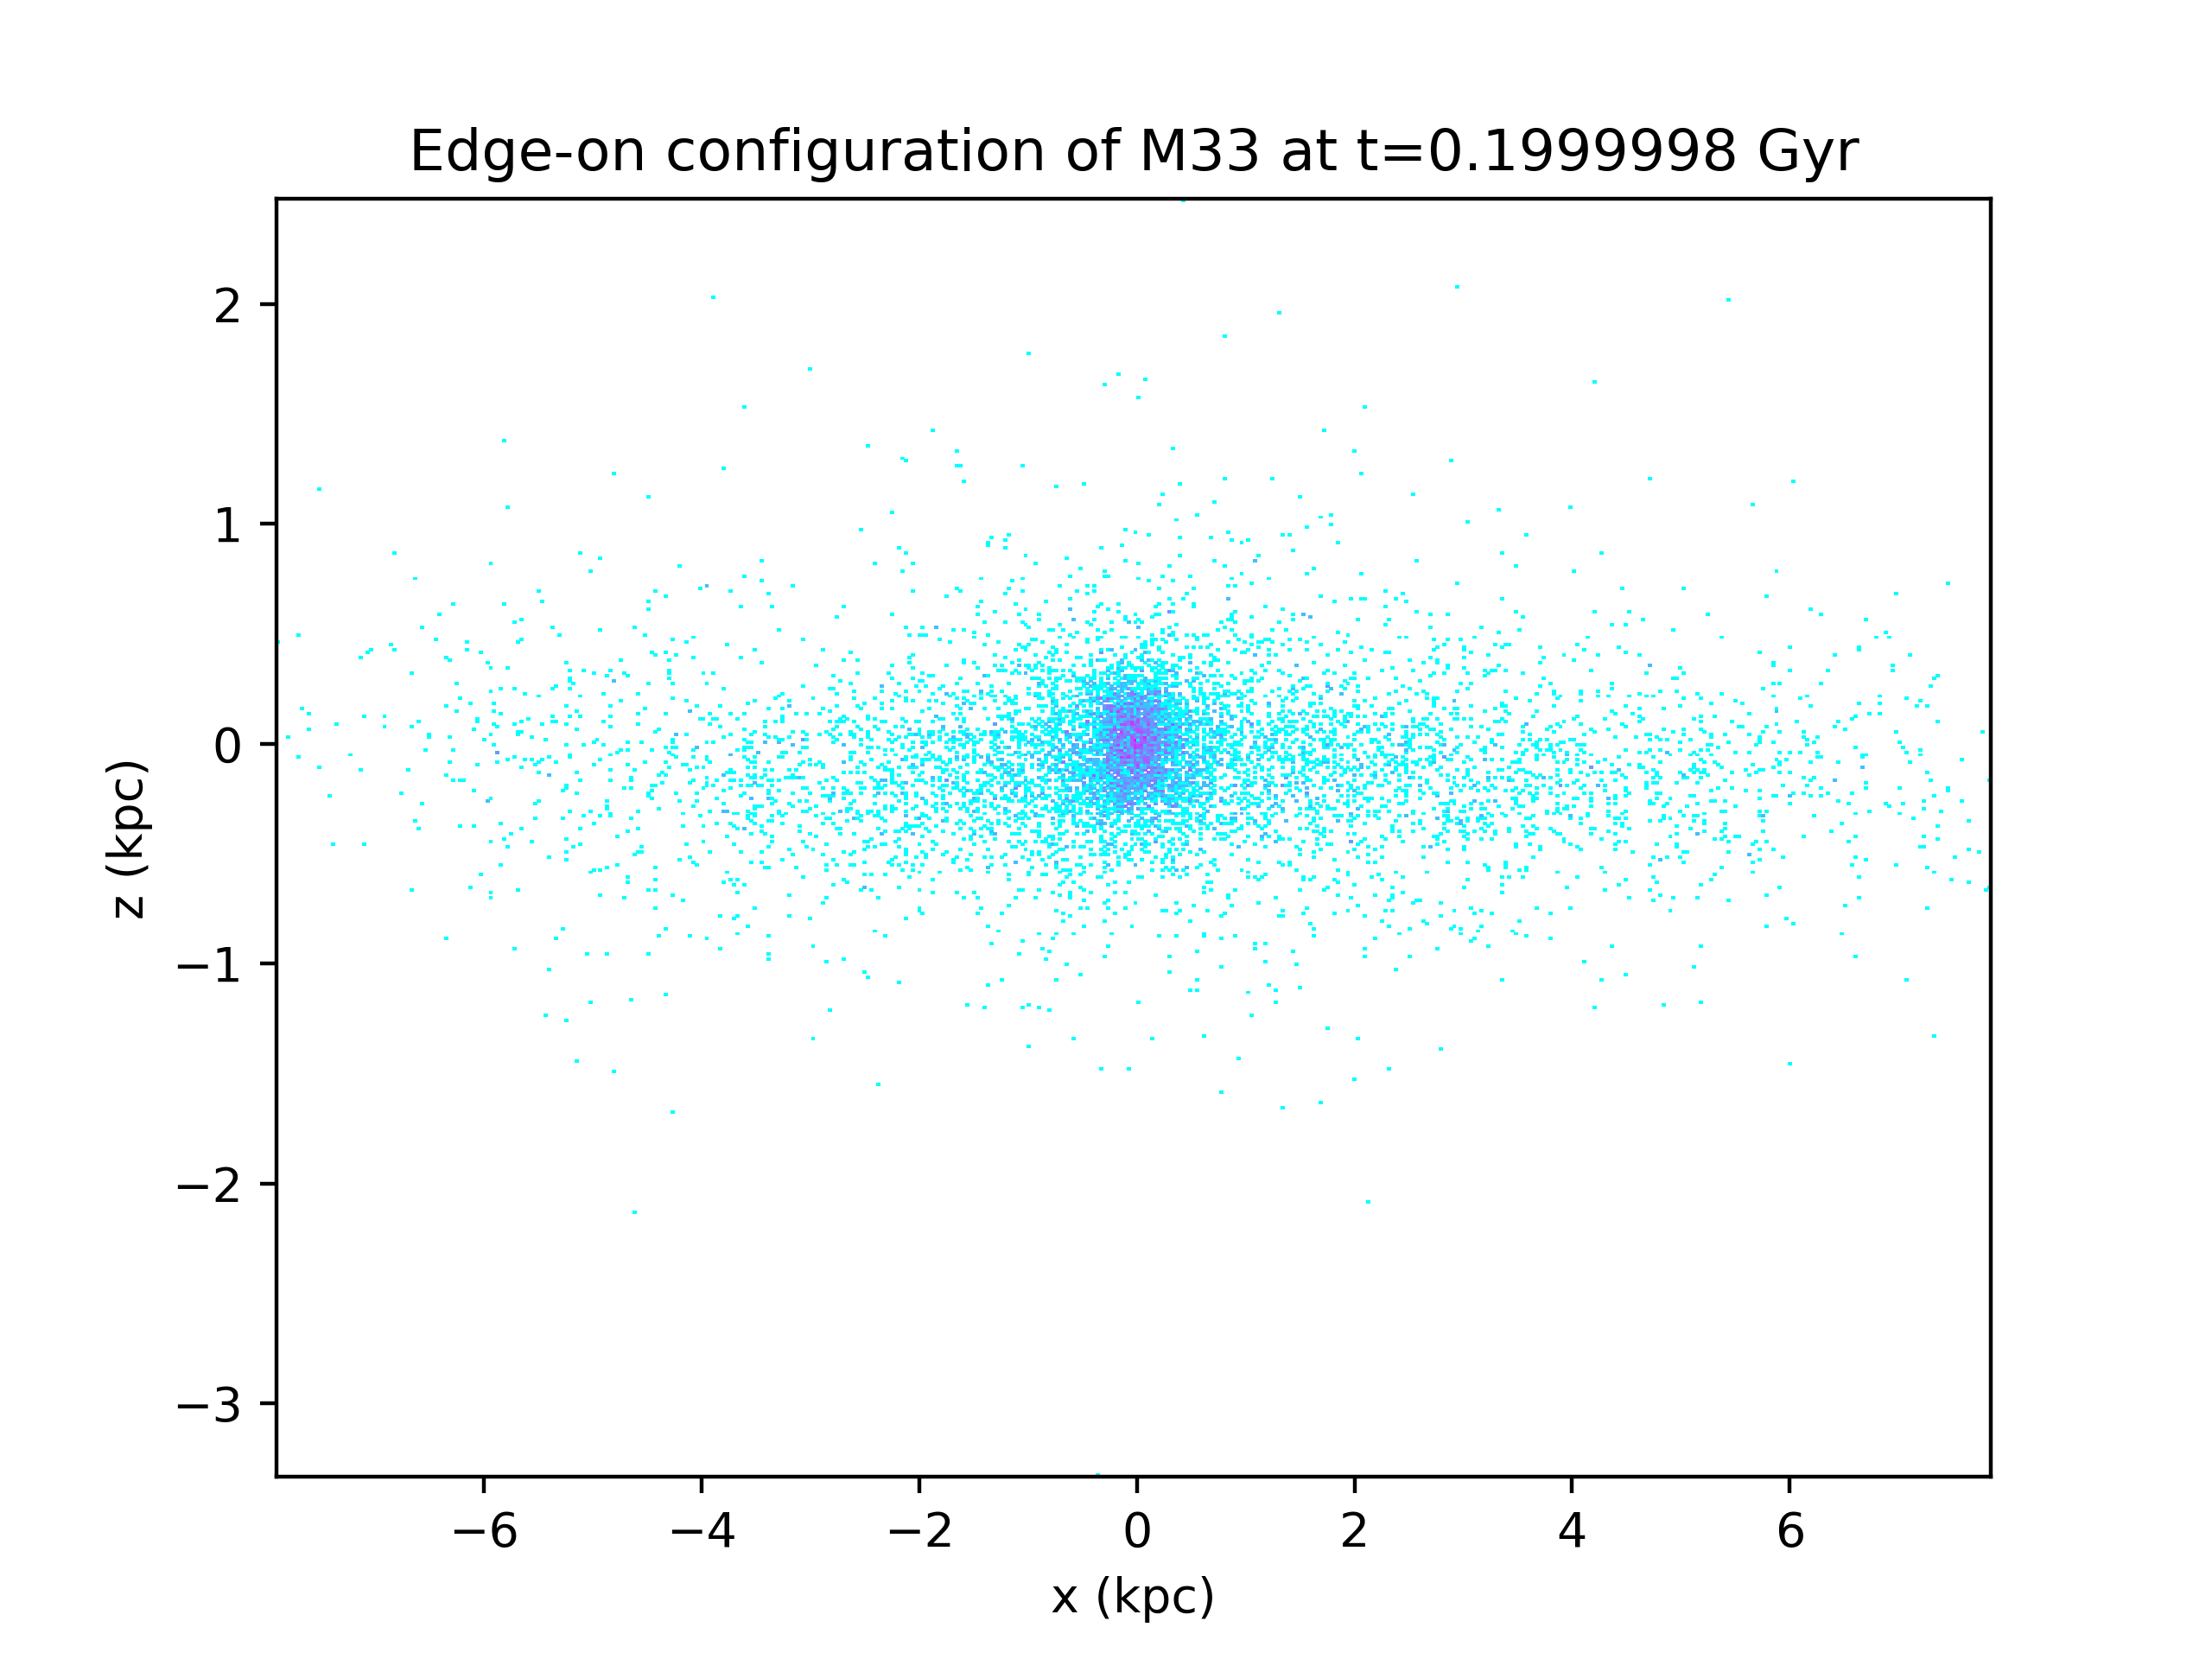 Edge-on configuration of M33 at t=0.1999998 Gyr
2
1
0
−1
−2
−3
z (kpc)
−6 −4 −2 0 2 4 6
x (kpc)